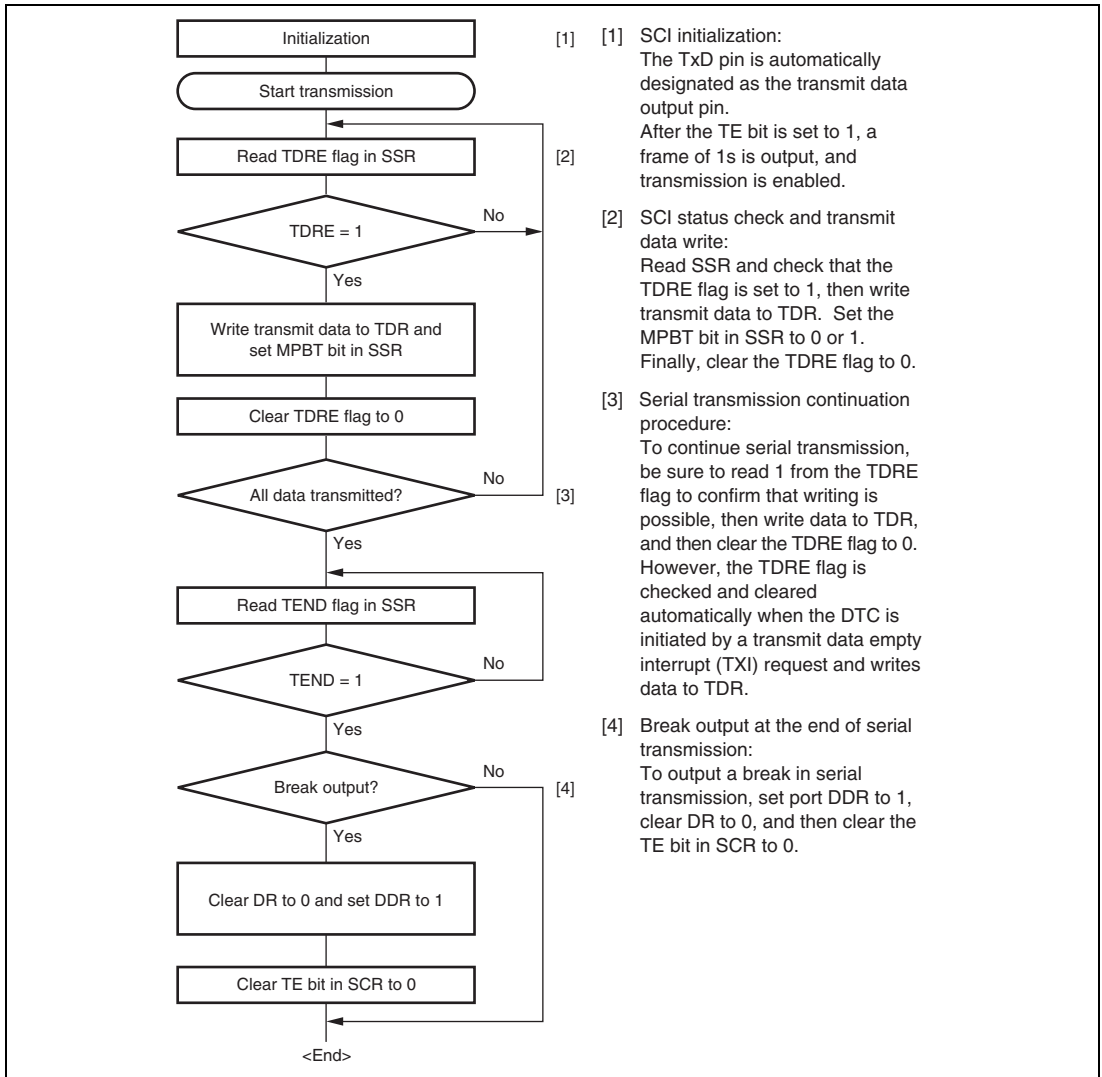 Initialization
[1]
Start transmission
Read TDRE flag in SSR
[2]
TDRE = 1
No
Yes
Write transmit data to TDR and
set MPBT bit in SSR
Clear TDRE flag to 0
All data transmitted?
No
[3]
Yes
Read TEND flag in SSR
TEND = 1
No
Yes
Break output?
No
[4]
Yes
Clear DR to 0 and set DDR to 1
Clear TE bit in SCR to 0
<End>
[1] SCI initialization:
The TxD pin is automatically
designated as the transmit data
output pin.
After the TE bit is set to 1, a
frame of 1s is output, and
transmission is enabled.
[2] SCI status check and transmit
data write:
Read SSR and check that the
TDRE flag is set to 1, then write
transmit data to TDR. Set the
MPBT bit in SSR to 0 or 1.
Finally, clear the TDRE flag to 0.
[3] Serial transmission continuation
procedure:
To continue serial transmission,
be sure to read 1 from the TDRE
flag to confirm that writing is
possible, then write data to TDR,
and then clear the TDRE flag to 0.
However, the TDRE flag is
checked and cleared
automatically when the DTC is
initiated by a transmit data empty
interrupt (TXI) request and writes
data to TDR.
[4] Break output at the end of serial
transmission:
To output a break in serial
transmission, set port DDR to 1,
clear DR to 0, and then clear the
TE bit in SCR to 0.